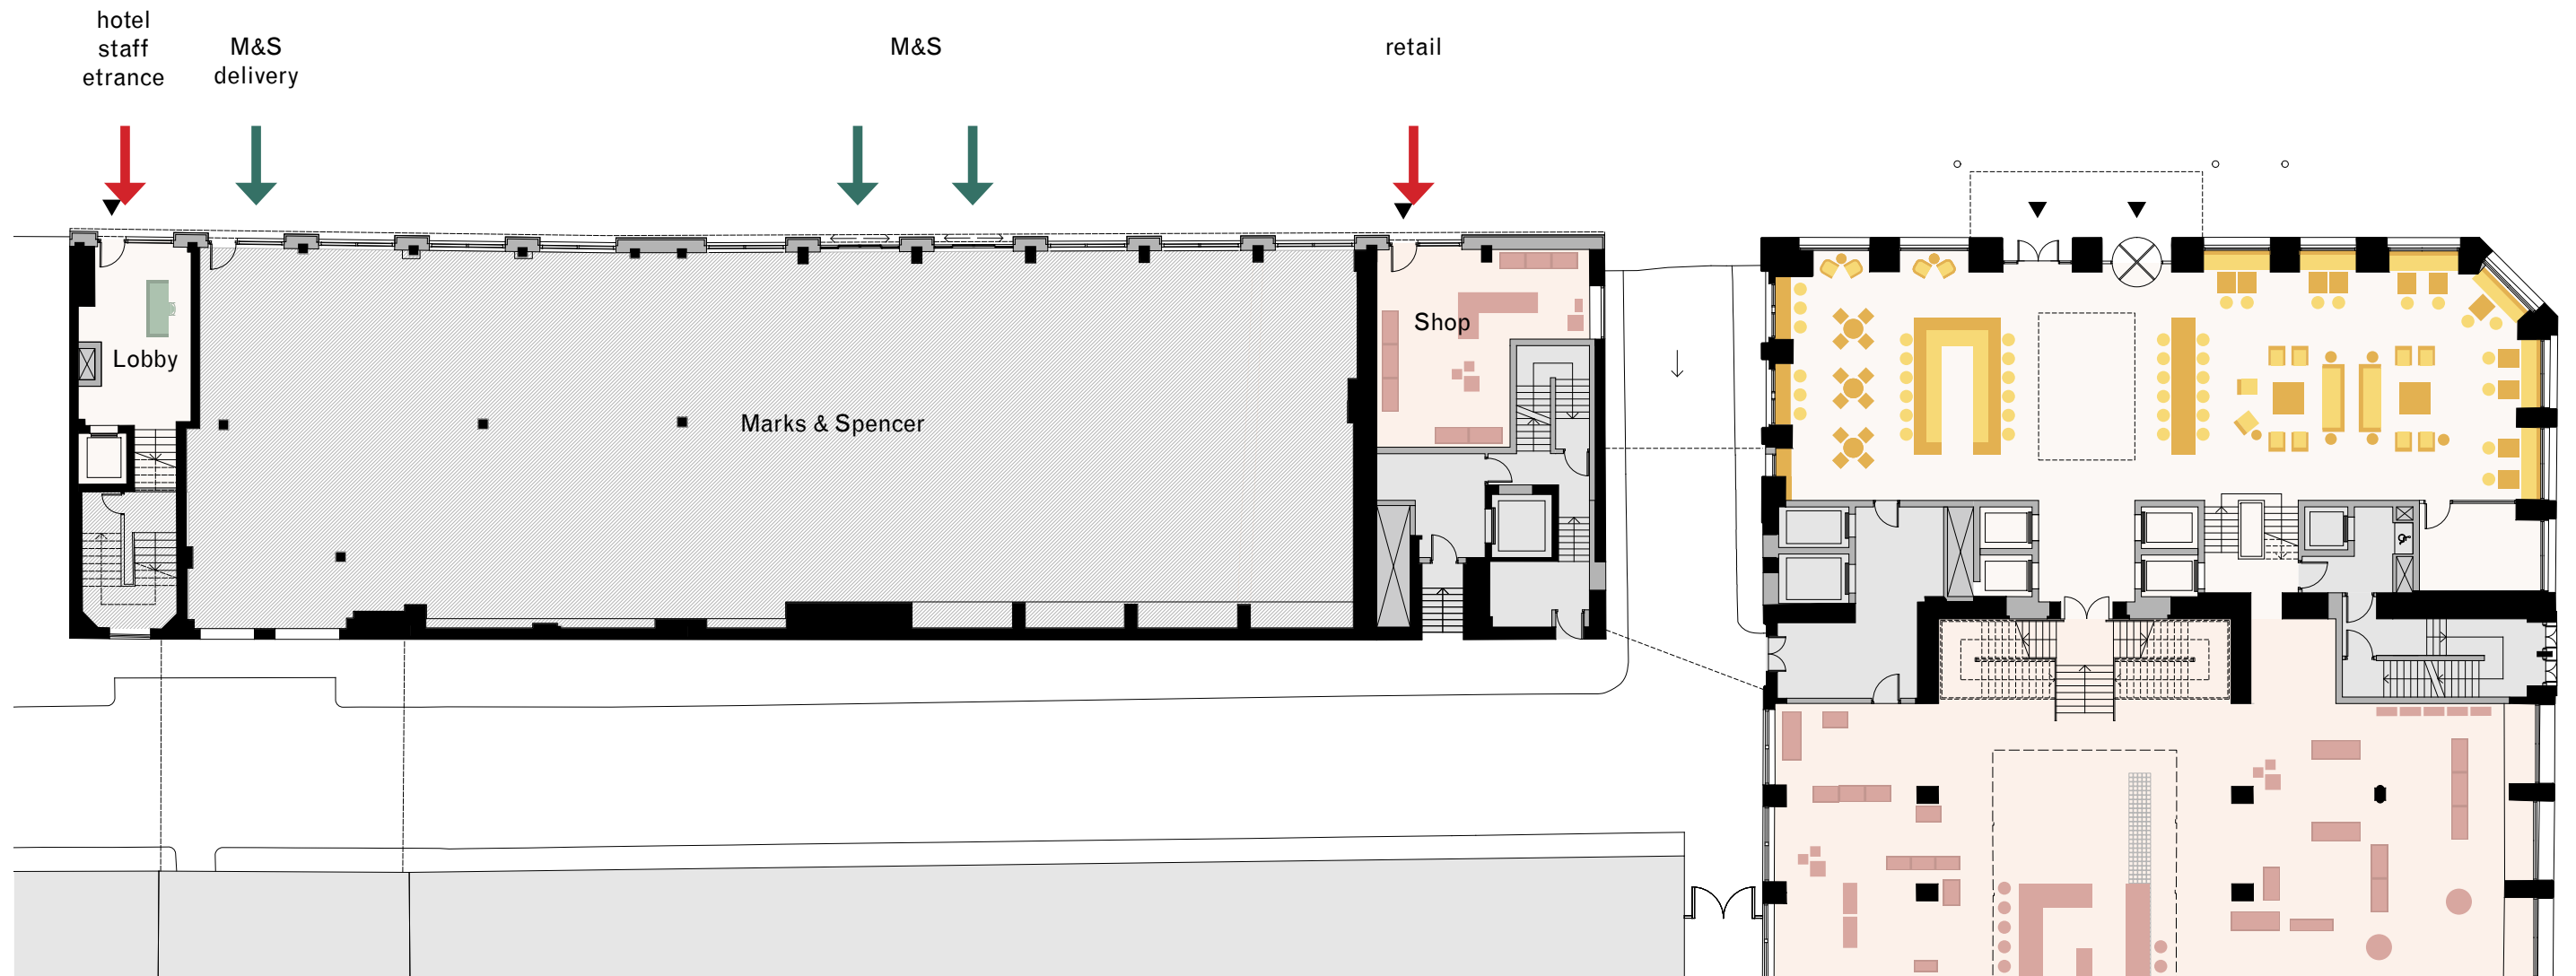 hotel
staff
etrance
M&S
delivery
M&S
retail
Lobby
Marks & Spencer
Shop